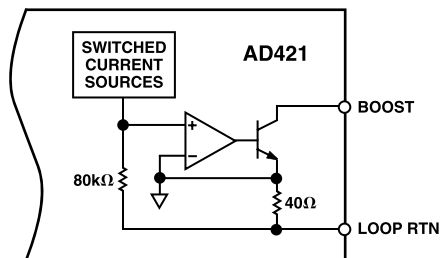 SWITCHED
CURRENT
SOURCES
AD421
BOOST
+
−
80kΩ
40Ω
LOOP RTN